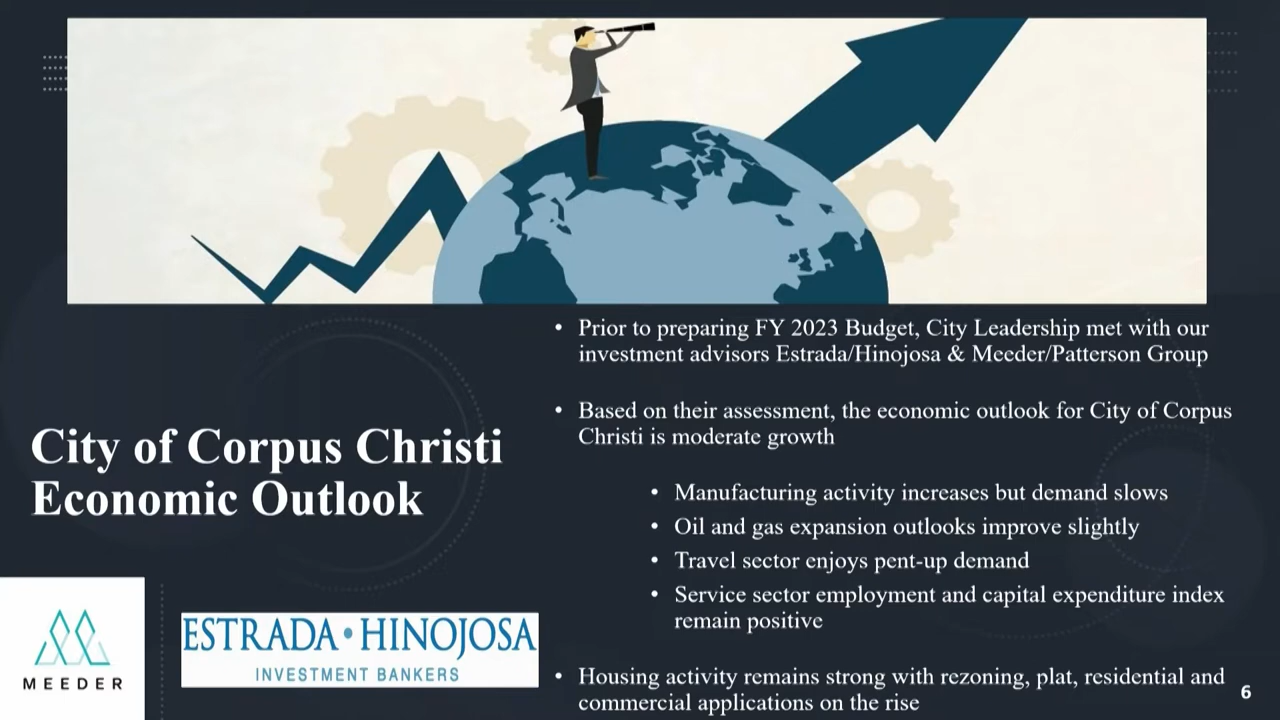 City of Corpus Christi
Economic Outlook
MEEDER
ESTRADA•HINOJOSA
INVESTMENT BANKERS
• Prior to preparing FY 2023 Budget, City Leadership met with our
investment advisors Estrada/Hinojosa & Meeder/Patterson Group
• Based on their assessment, the economic outlook for City of Corpus
Christi is moderate growth
• Manufacturing activity increases but demand slows
• Oil and gas expansion outlooks improve slightly
• Travel sector enjoys pent-up demand
• Service sector employment and capital expenditure index
remain positive
• Housing activity remains strong with rezoning, plat, residential and
commercial applications on the rise
6